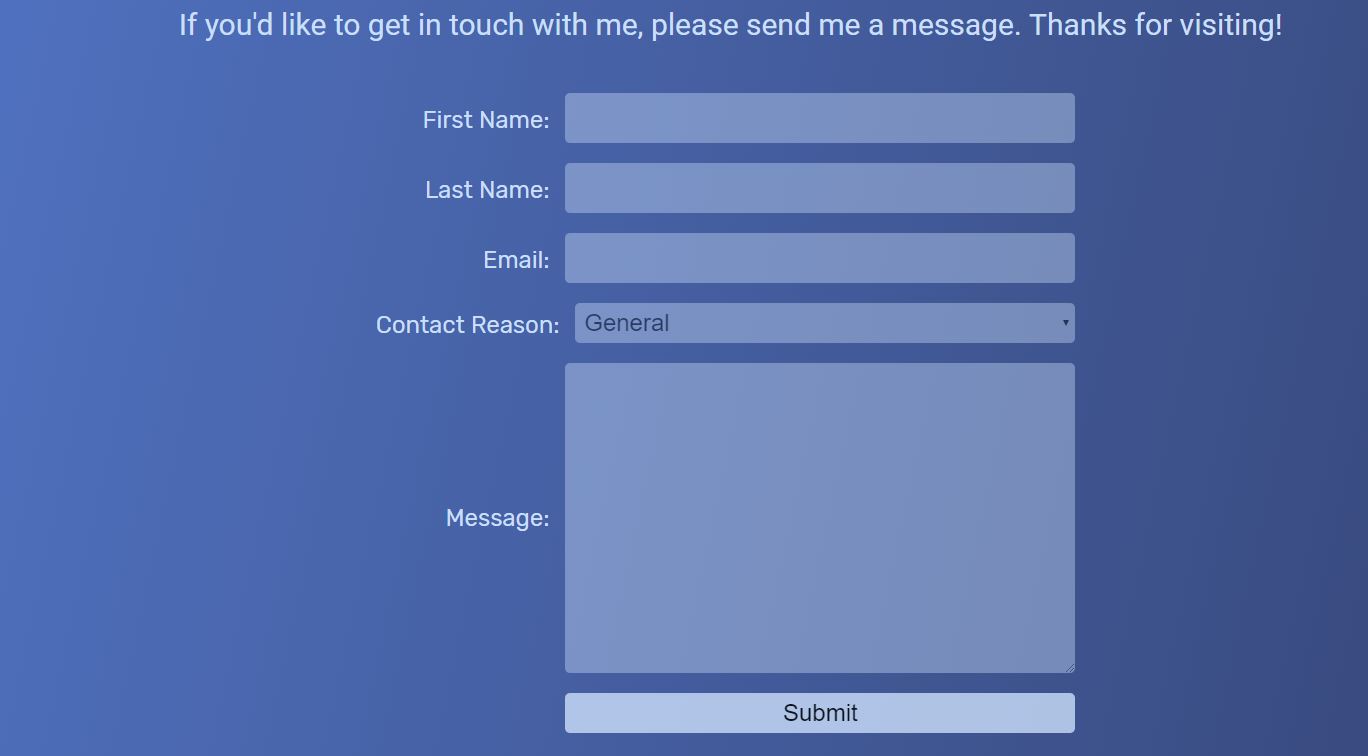 If you'd like to get in touch with me, please send me a message. Thanks for visiting!
First Name:
Last Name:
Email:
Contact Reason: General
Message:
Submit